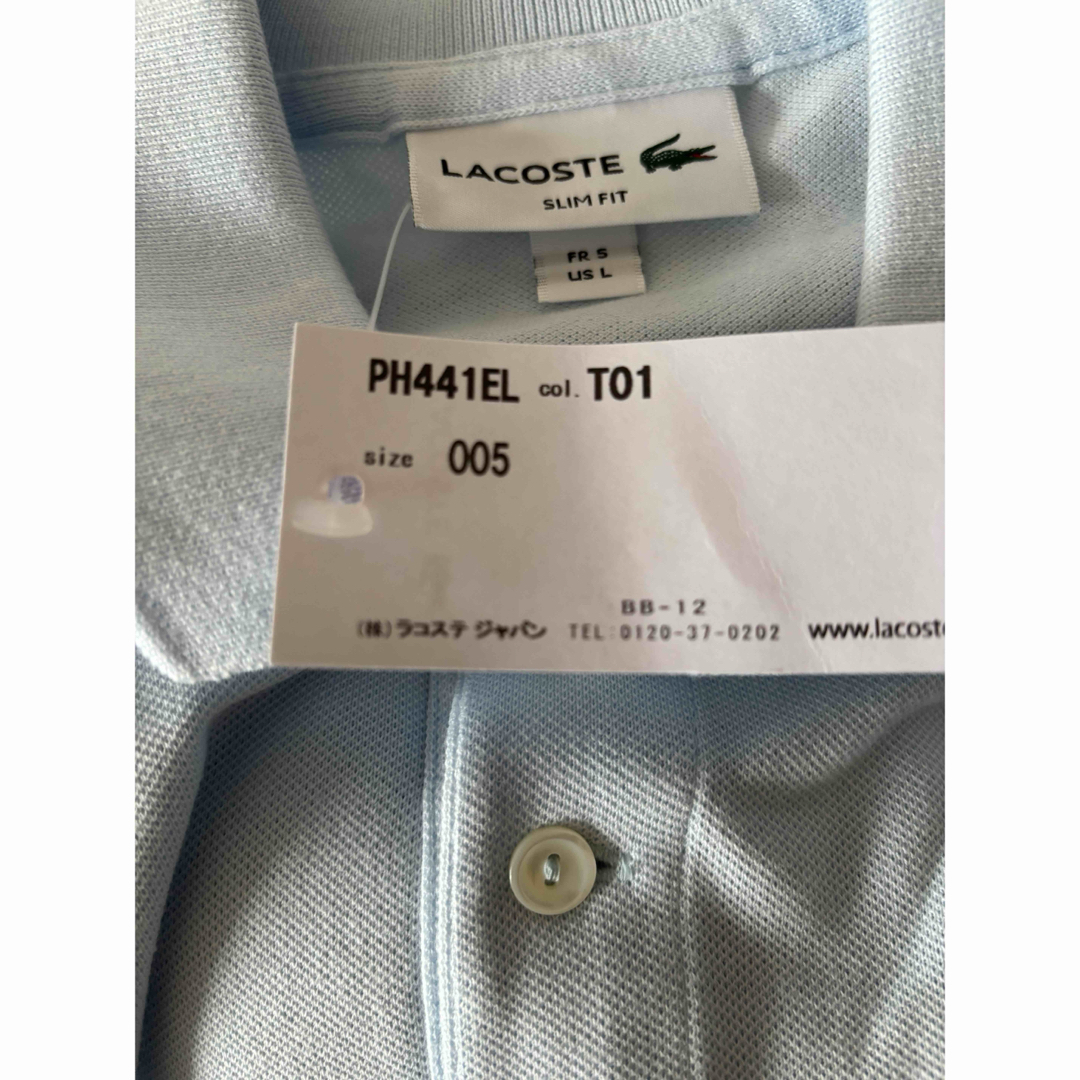 LACOSTE
SLIM FIT
FR 5
US L
PH441EL col. T01
size 005
BB-12
(株)ラコステ ジャパン TEL:0120-37-0202 www.lacoste